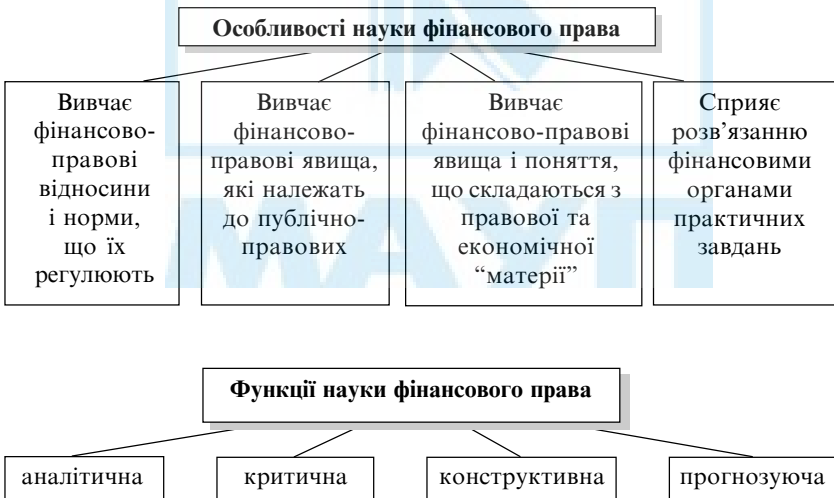 Особливості науки фінансового права
Вивчає
фінансово-
правові
відносини
і норми,
що їх
регулюють
Вивчає
фінансово-
правові явища,
які належать
до публічно-
правових
Вивчає
фінансово-правові
явища і поняття,
що складаються з
правової та
економічної
“матерії”
Сприяє
розв’язанню
фінансовими
органами
практичних
завдань
МАУП
Функції науки фінансового права
аналітична
критична
конструктивна
прогнозуюча